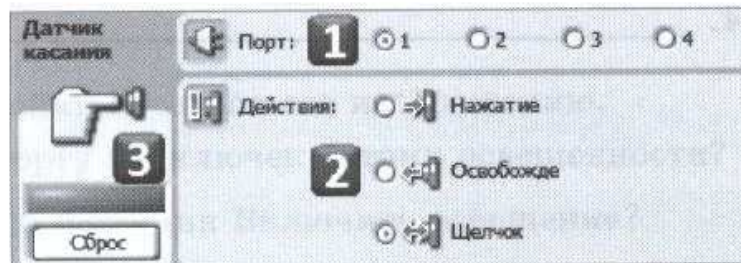 Датчик
касания
Порт: 1 1 2 3 4
Действия: Нажатие
3
2 Освобожде
Щелчок
Сброс